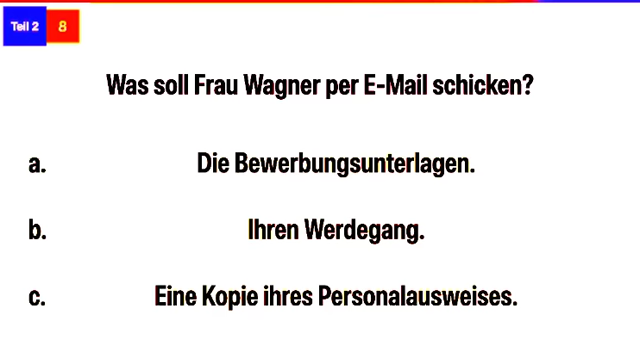 Teil 2 8
Was soll Frau Wagner per E-Mail schicken?
a. Die Bewerbungsunterlagen.
b. Ihren Werdegang.
c. Eine Kopie ihres Personalausweises.